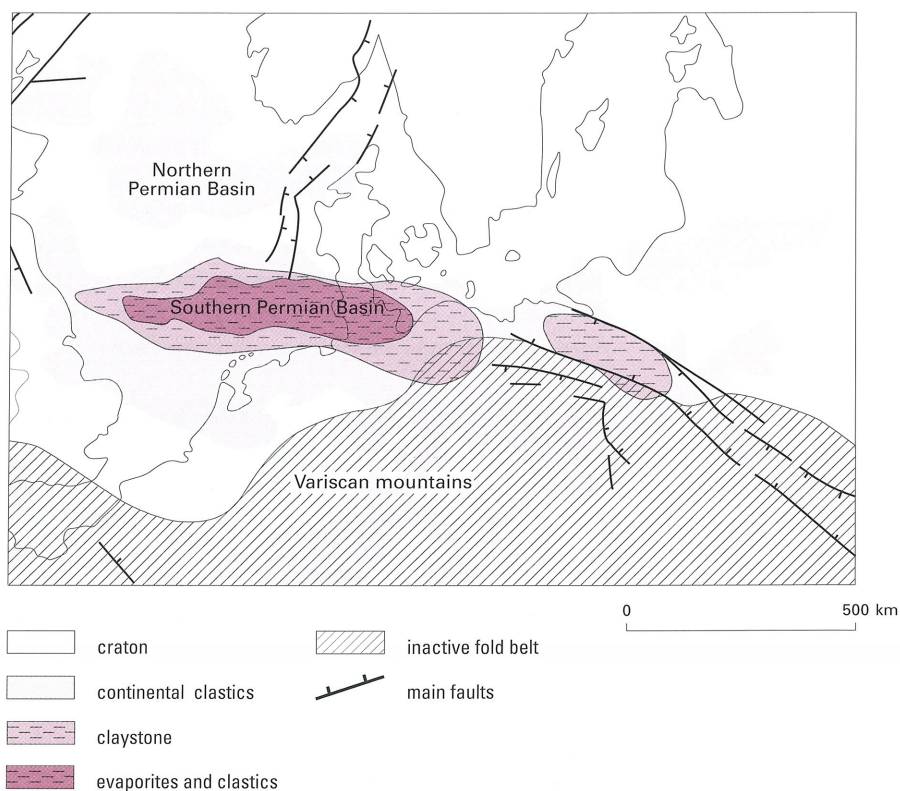 Northern
Permian Basin
Southern Permian Basin
Variscan mountains
0 500 km
craton
continental clastics
claystone
evaporites and clastics
inactive fold belt
main faults